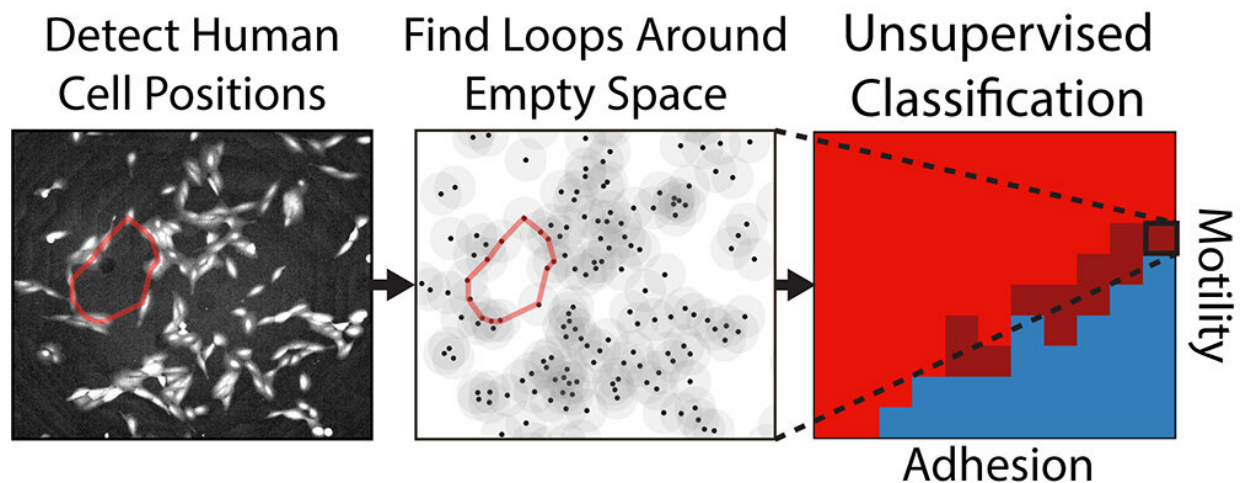 Detect Human
Cell Positions
Find Loops Around
Empty Space
Unsupervised
Classification
Motility
Adhesion